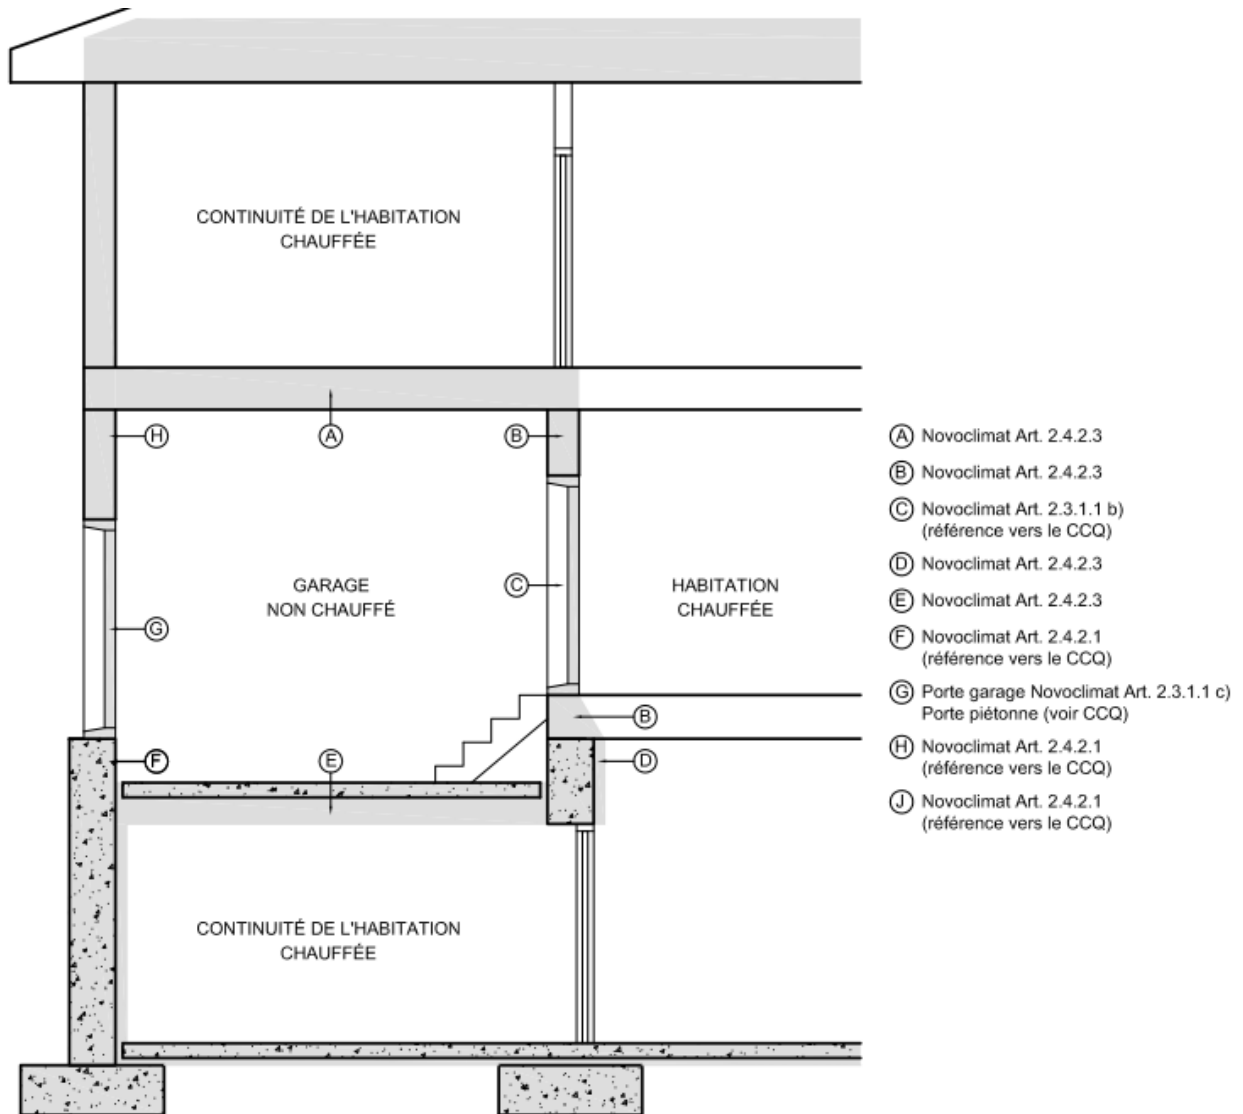 CONTINUITÉ DE L'HABITATION
CHAUFFÉE
H
A
B
GARAGE
NON CHAUFFÉ
C
HABITATION
CHAUFFÉE
G
B
F
E
D
CONTINUITÉ DE L'HABITATION
CHAUFFÉE
A Novoclimat Art. 2.4.2.3
B Novoclimat Art. 2.4.2.3
C Novoclimat Art. 2.3.1.1 b)
(référence vers le CCQ)
D Novoclimat Art. 2.4.2.3
E Novoclimat Art. 2.4.2.3
F Novoclimat Art. 2.4.2.1
(référence vers le CCQ)
G Porte garage Novoclimat Art. 2.3.1.1 c)
Porte piétonne (voir CCQ)
H Novoclimat Art. 2.4.2.1
(référence vers le CCQ)
J Novoclimat Art. 2.4.2.1
(référence vers le CCQ)